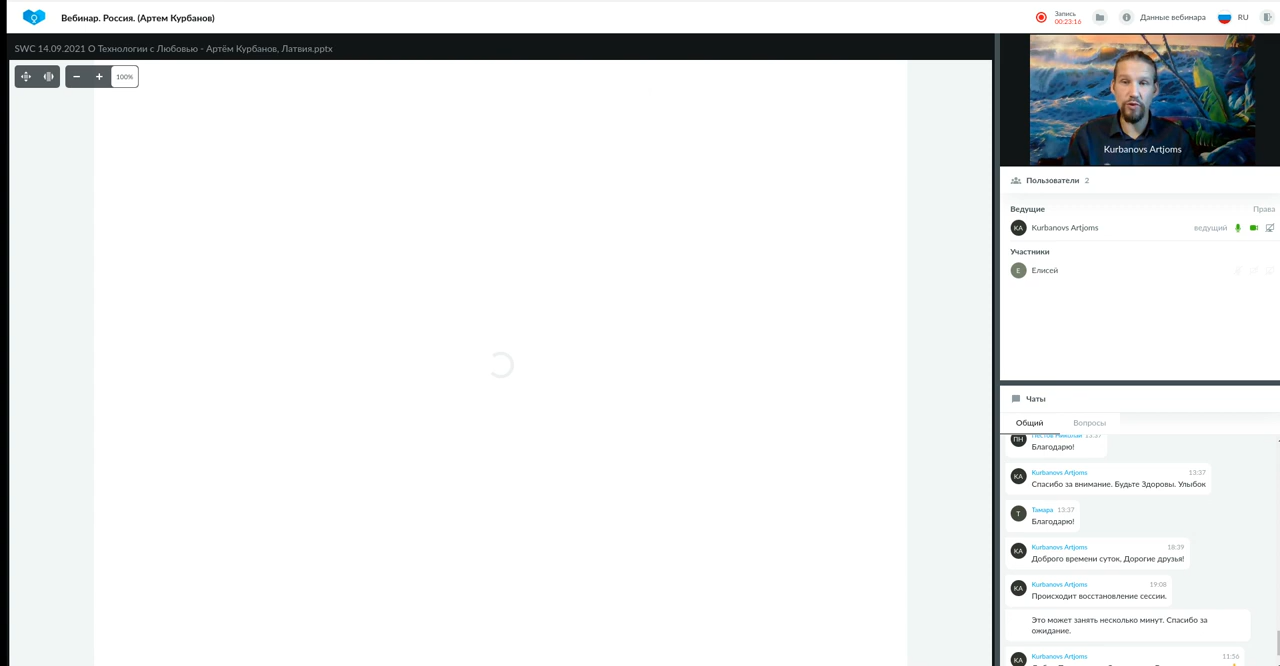 Вебинар. Россия. (Артем Курбанов)
Запись
00:23:16
Данные вебинара
RU
SWC 14.09.2021 О Технологии с Любовью - Артём Курбанов, Латвия.pptx
100%
Kurbanovs Artjoms
Пользователи 2
Ведущие Права
KA Kurbanovs Artjoms ведущий
Участники
Е Елисей
Чаты
Общий Вопросы
ПН 13:37
Благодарю!
KA Kurbanovs Artjoms 13:37
Спасибо за внимание. Будьте Здоровы. Улыбок
Т Тамара 13:37
Благодарю!
KA Kurbanovs Artjoms 18:39
Доброго времени суток, Дорогие друзья!
KA Kurbanovs Artjoms 19:08
Происходит восстановление сессии.
Это может занять несколько минут. Спасибо за
ожидание.
KA Kurbanovs Artjoms 11:56